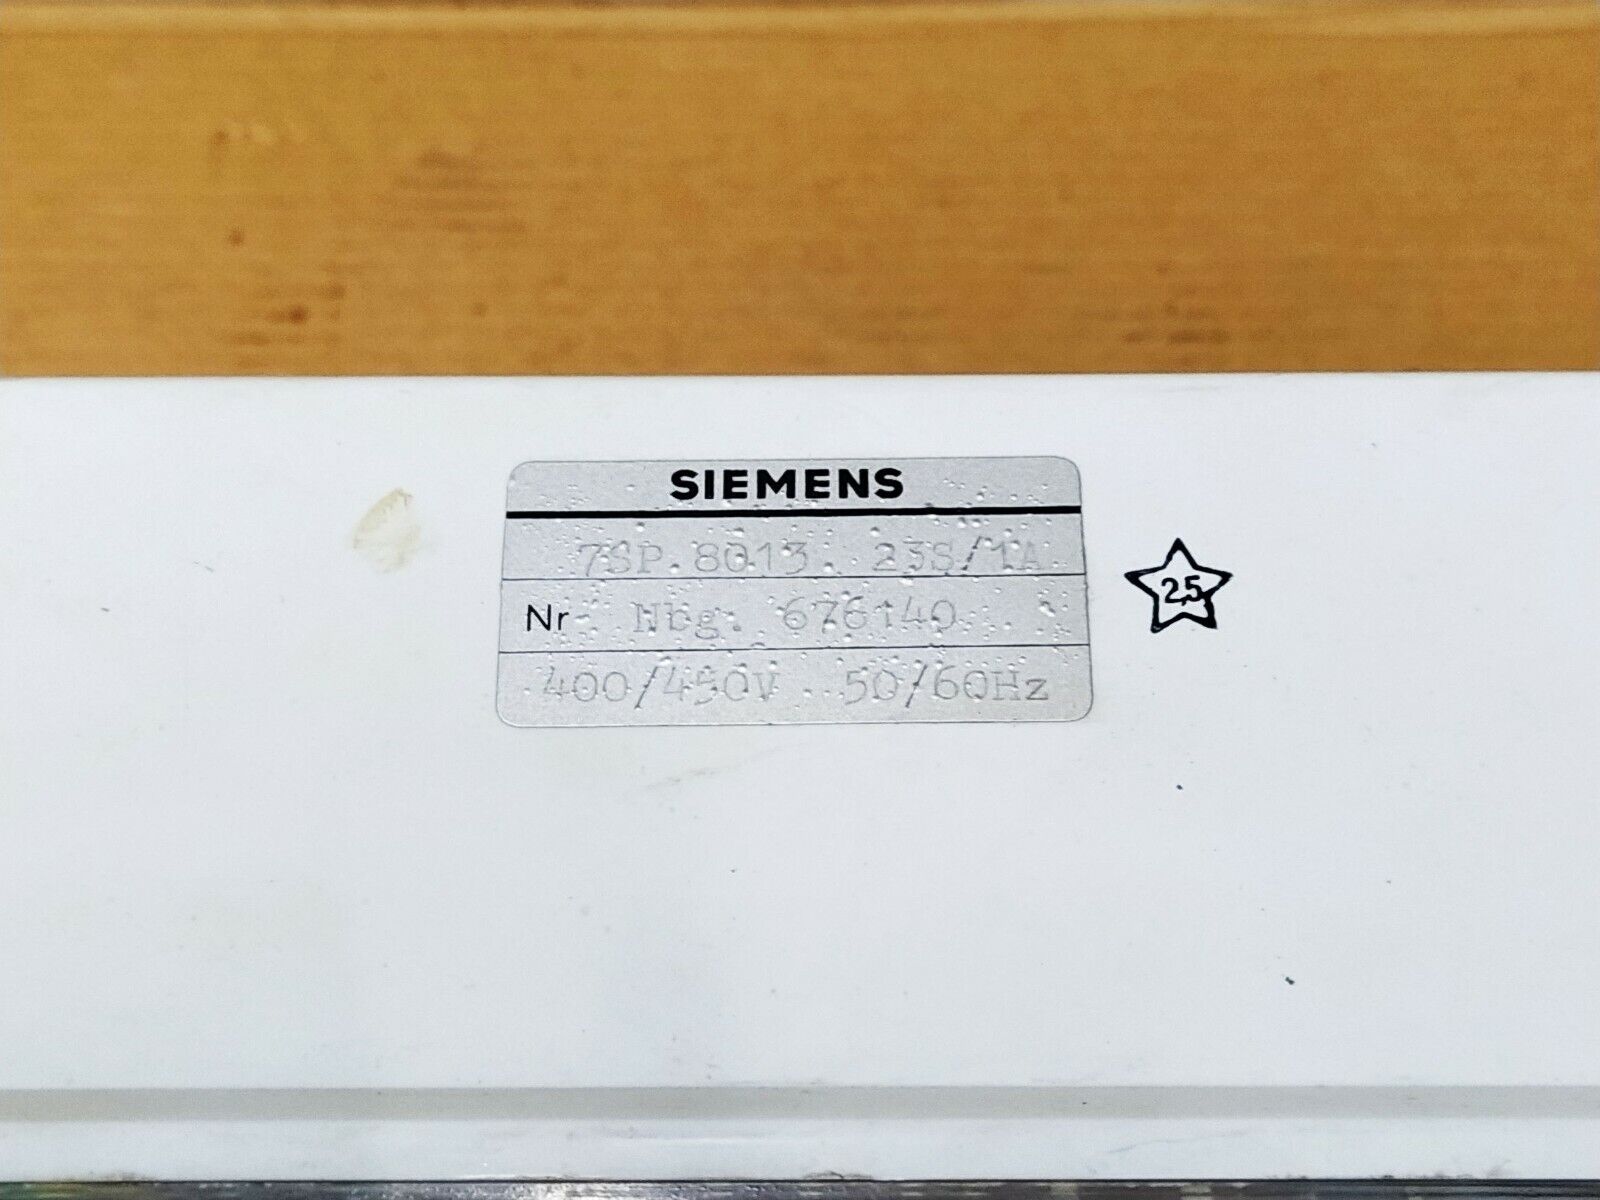 SIEMENS
7SP 8013 23S/1A
Nr Nbg. 676140
400/450V 50/60Hz
2,5